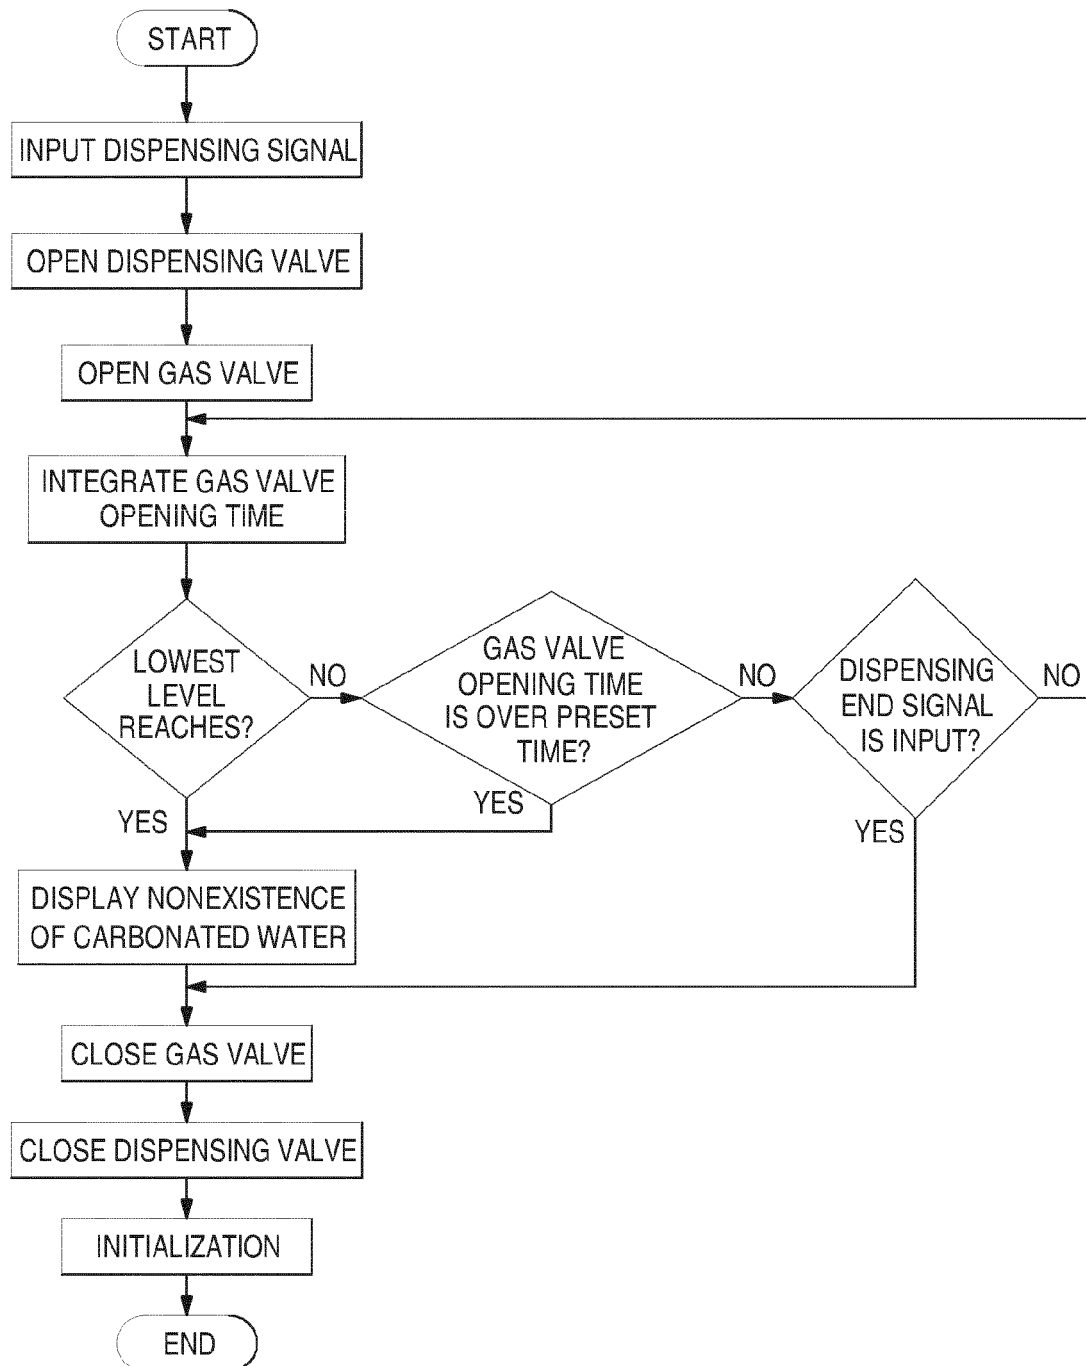 START
INPUT DISPENSING SIGNAL
OPEN DISPENSING VALVE
OPEN GAS VALVE
INTEGRATE GAS VALVE
OPENING TIME
LOWEST
LEVEL
REACHES?
NO
GAS VALVE
OPENING TIME
IS OVER PRESET
TIME?
NO
DISPENSING
END SIGNAL
IS INPUT?
NO
YES
YES
YES
DISPLAY NONEXISTENCE
OF CARBONATED WATER
CLOSE GAS VALVE
CLOSE DISPENSING VALVE
INITIALIZATION
END